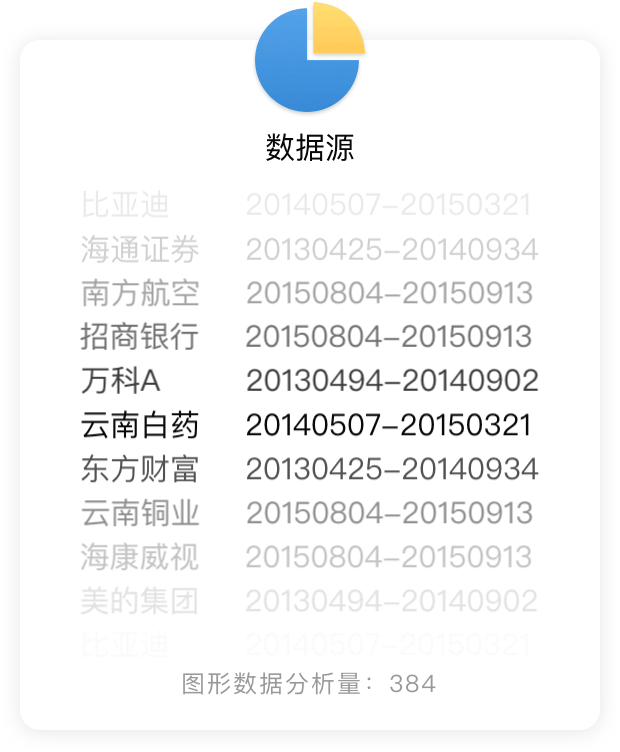 数据源
比亚迪 20140507-20150321
海通证券 20130425-20140934
南方航空 20150804-20150913
招商银行 20150804-20150913
万科A 20130494-20140902
云南白药 20140507-20150321
东方财富 20130425-20140934
云南铜业 20150804-20150913
海康威视 20150804-20150913
美的集团 20130494-20140902
比亚迪 20140507-20150321
图形数据分析量：384